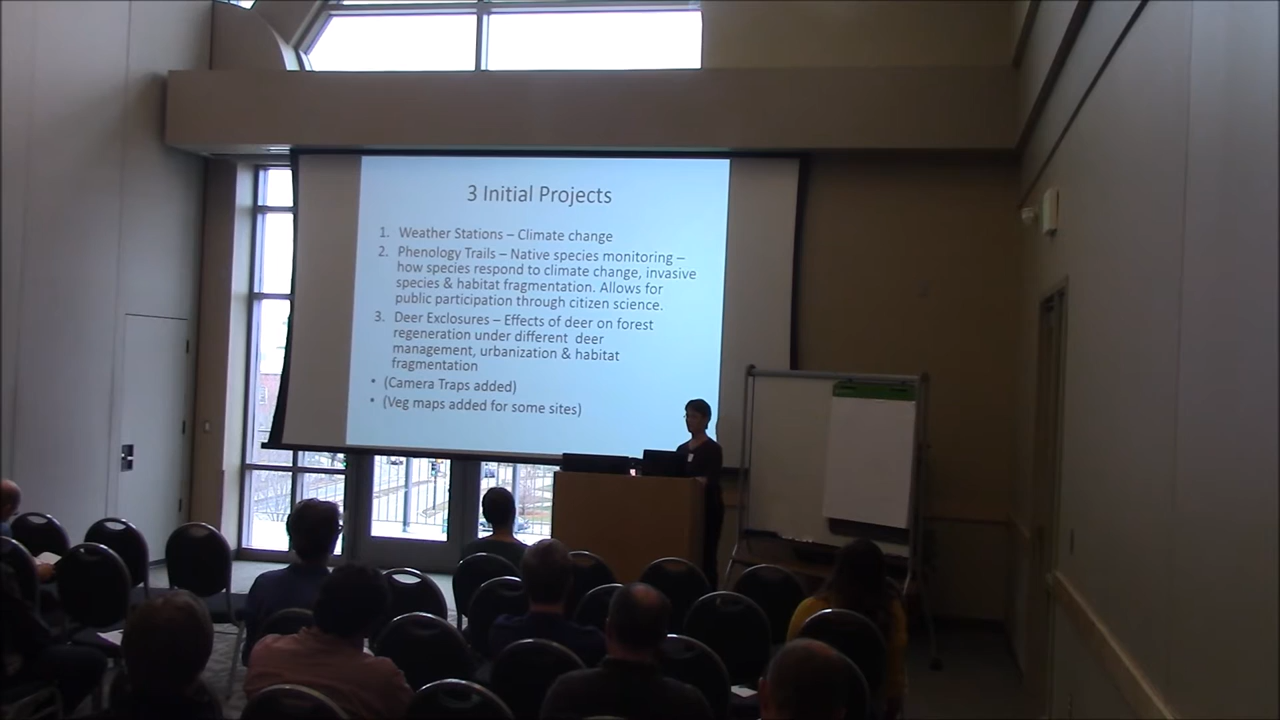 3 Initial Projects
1. Weather Stations – Climate change
2. Phenology Trails – Native species monitoring –
how species respond to climate change, invasive
species & habitat fragmentation. Allows for
public participation through citizen science.
3. Deer Exclosures – Effects of deer on forest
regeneration under different deer
management, urbanization & habitat
fragmentation
• (Camera Traps added)
• (Veg maps added for some sites)